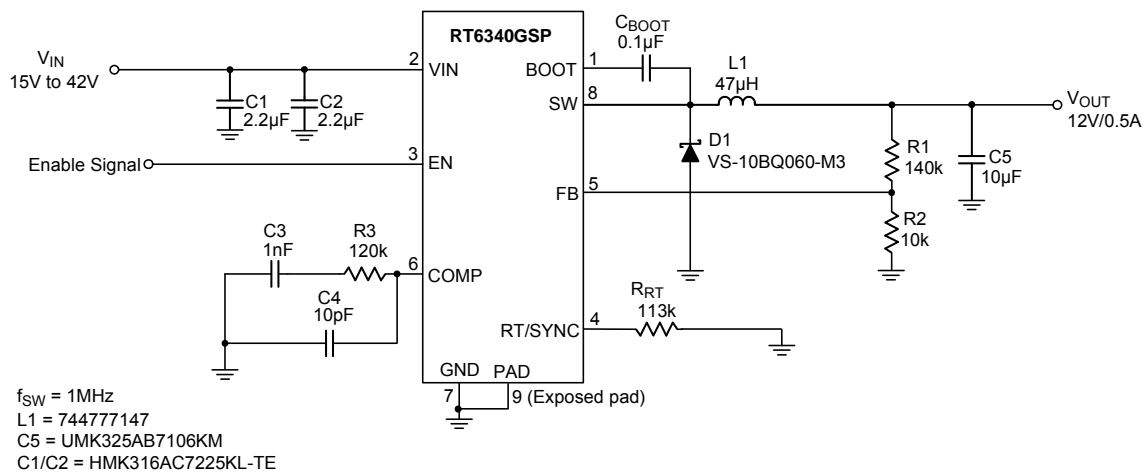 RT6340GSP
V_IN
15V to 42V
2
VIN
C1
2.2µF
C2
2.2µF
Enable Signal
3
EN
C3
1nF
R3
120k
6
COMP
C4
10pF
BOOT
1
C_BOOT
0.1µF
SW
8
L1
47µH
V_OUT
12V/0.5A
D1
VS-10BQ060-M3
R1
140k
C5
10µF
FB
5
R2
10k
R_RT
113k
RT/SYNC
4
GND
PAD
7
9 (Exposed pad)
f_SW = 1MHz
L1 = 744777147
C5 = UMK325AB7106KM
C1/C2 = HMK316AC7225KL-TE